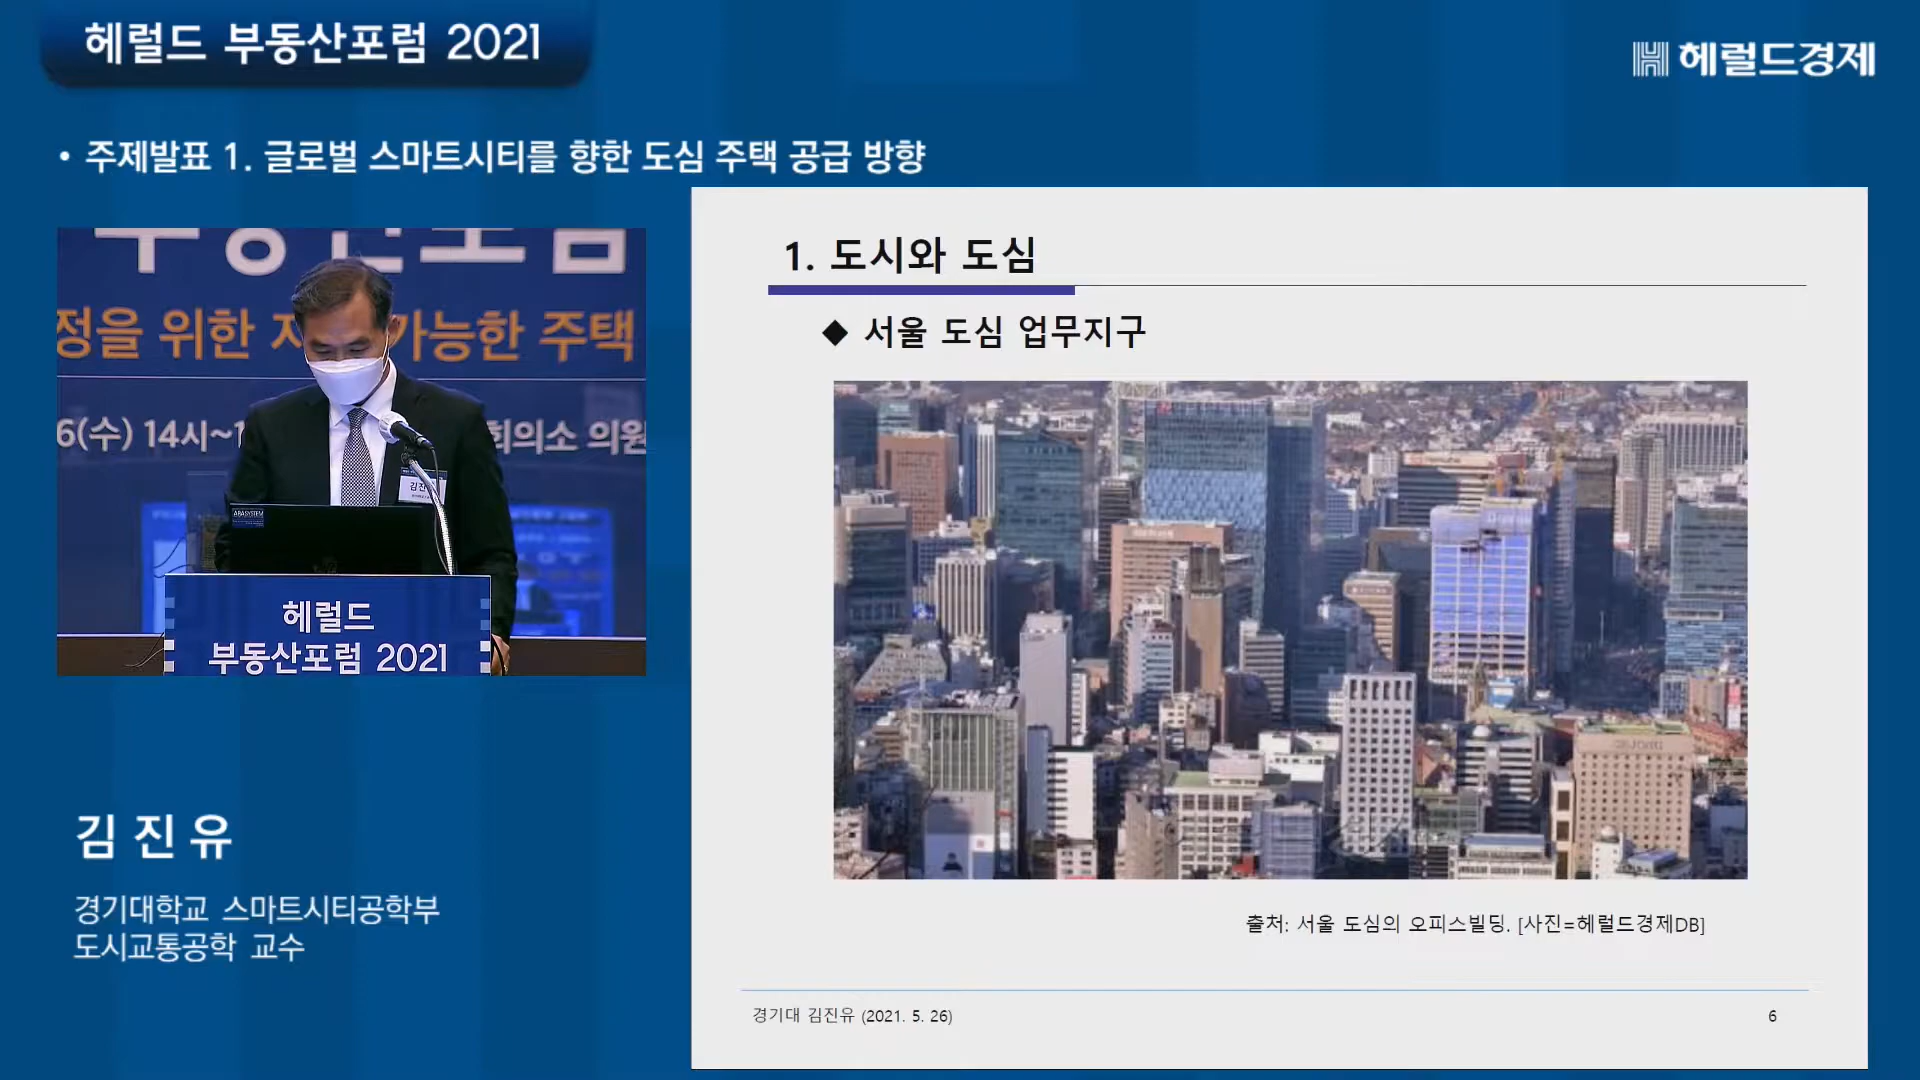 헤럴드 부동산포럼 2021
헤럴드경제
• 주제발표 1. 글로벌 스마트시티를 향한 도심 주택 공급 방향
정을 위한 지 가능한 주택
6(수) 14시~1 회의소 의원
ABASYSTEM
김진
헤럴드
부동산포럼 2021
김진유
경기대학교 스마트시티공학부
도시교통공학 교수
1. 도시와 도심
◆ 서울 도심 업무지구
출처: 서울 도심의 오피스빌딩. [사진=헤럴드경제DB]
경기대 김진유 (2021. 5. 26)
6